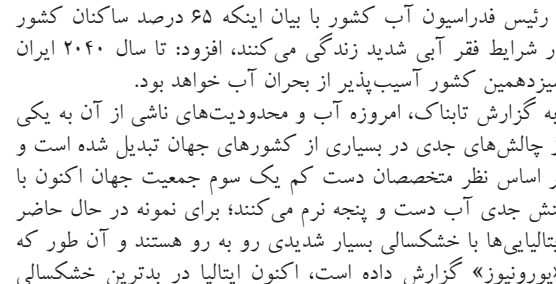 رئیس فدراسیون آب کشور با بیان اینکه ۶۵ درصد ساکنان کشور
در شرایط فقر آبی شدید زندگی می‌کنند، افزود: تا سال ۲۰۴۰ ایران
سیزدهمین کشور آسیب‌پذیر از بحران آب خواهد بود.
به گزارش تابناک، امروزه آب و محدودیت‌های ناشی از آن به یکی
از چالش‌های جدی در بسیاری از کشورهای جهان تبدیل شده است و
بر اساس نظر متخصصان دست کم یک سوم جمعیت جهان اکنون با
تنش جدی آب دست و پنجه نرم می‌کنند؛ برای نمونه در حال حاضر
ایتالیایی‌ها با خشکسالی بسیار شدیدی رو به رو هستند و آن طور که
«یورونیوز» گزارش داده است، اکنون ایتالیا در بدترین خشکسالی